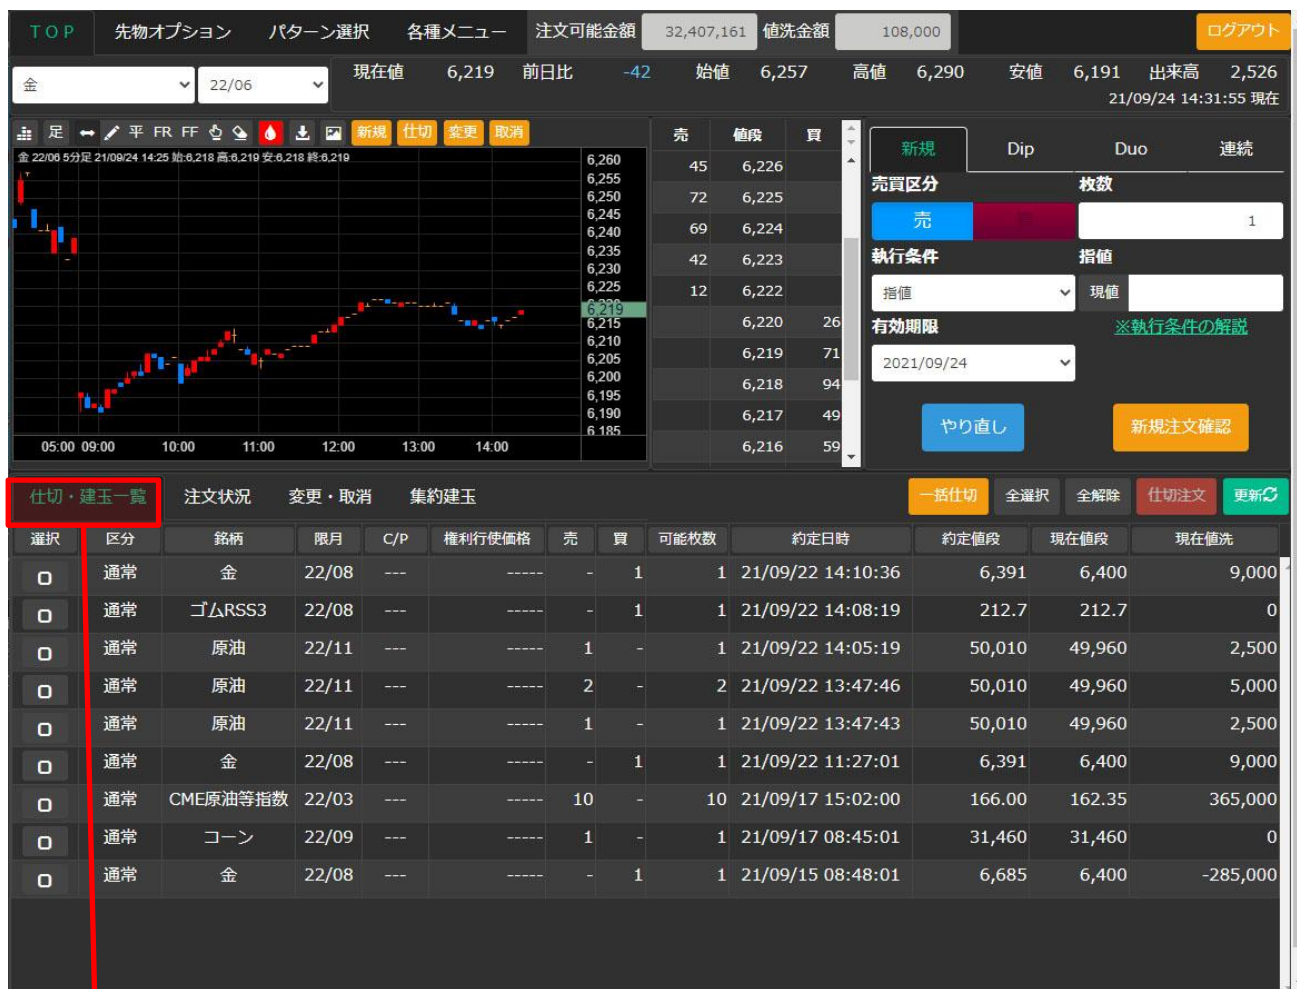 TOP 先物オプション パターン選択 各種メニュー 注文可能金額 32,407,161 値洗金額 108,000 ログアウト
金 22/06 現在値 6,219 前日比 -42 始値 6,257 高値 6,290 安値 6,191 出来高 2,526
21/09/24 14:31:55 現在
足 平 FR FF 新規 仕切 変更 取消
金 22/06 5分足 21/09/24 14:25 始:6,218 高:6,219 安:6,218 終:6,219
6,260
6,255
6,250
6,245
6,240
6,235
6,230
6,225
6,219
6,215
6,210
6,205
6,200
6,195
6,190
6,185
05:00 09:00 10:00 11:00 12:00 13:00 14:00
売 値段 買
45 6,226
72 6,225
69 6,224
42 6,223
12 6,222
6,220 26
6,219 71
6,218 94
6,217 49
6,216 59
新規 Dip Duo 連続
売買区分 枚数
売 1
執行条件 指値
指値 現値
有効期限 ※執行条件の解説
2021/09/24
やり直し 新規注文確認
仕切・建玉一覧 注文状況 変更・取消 集約建玉 一括仕切 全選択 全解除 仕切注文 更新
選択 区分 銘柄 限月 C/P 権利行使価格 売 買 可能枚数 約定日時 約定値段 現在値段 現在値洗
通常 金 22/08 --- ----- - 1 1 21/09/22 14:10:36 6,391 6,400 9,000
通常 ゴムRSS3 22/08 --- ----- - 1 1 21/09/22 14:08:19 212.7 212.7 0
通常 原油 22/11 --- ----- 1 - 1 21/09/22 14:05:19 50,010 49,960 2,500
通常 原油 22/11 --- ----- 2 - 2 21/09/22 13:47:46 50,010 49,960 5,000
通常 原油 22/11 --- ----- 1 - 1 21/09/22 13:47:43 50,010 49,960 2,500
通常 金 22/08 --- ----- - 1 1 21/09/22 11:27:01 6,391 6,400 9,000
通常 CME原油等指数 22/03 --- ----- 10 - 10 21/09/17 15:02:00 166.00 162.35 365,000
通常 コーン 22/09 --- ----- 1 - 1 21/09/17 08:45:01 31,460 31,460 0
通常 金 22/08 --- ----- - 1 1 21/09/15 08:48:01 6,685 6,400 -285,000